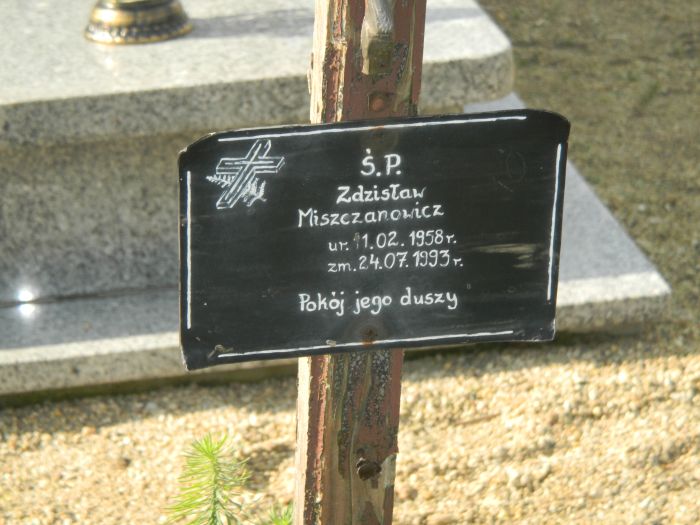 Ś.P.
Zdzisław
Miszczanowicz
ur. 11.02.1958 r.
zm. 24.07.1993 r.
Pokój jego duszy